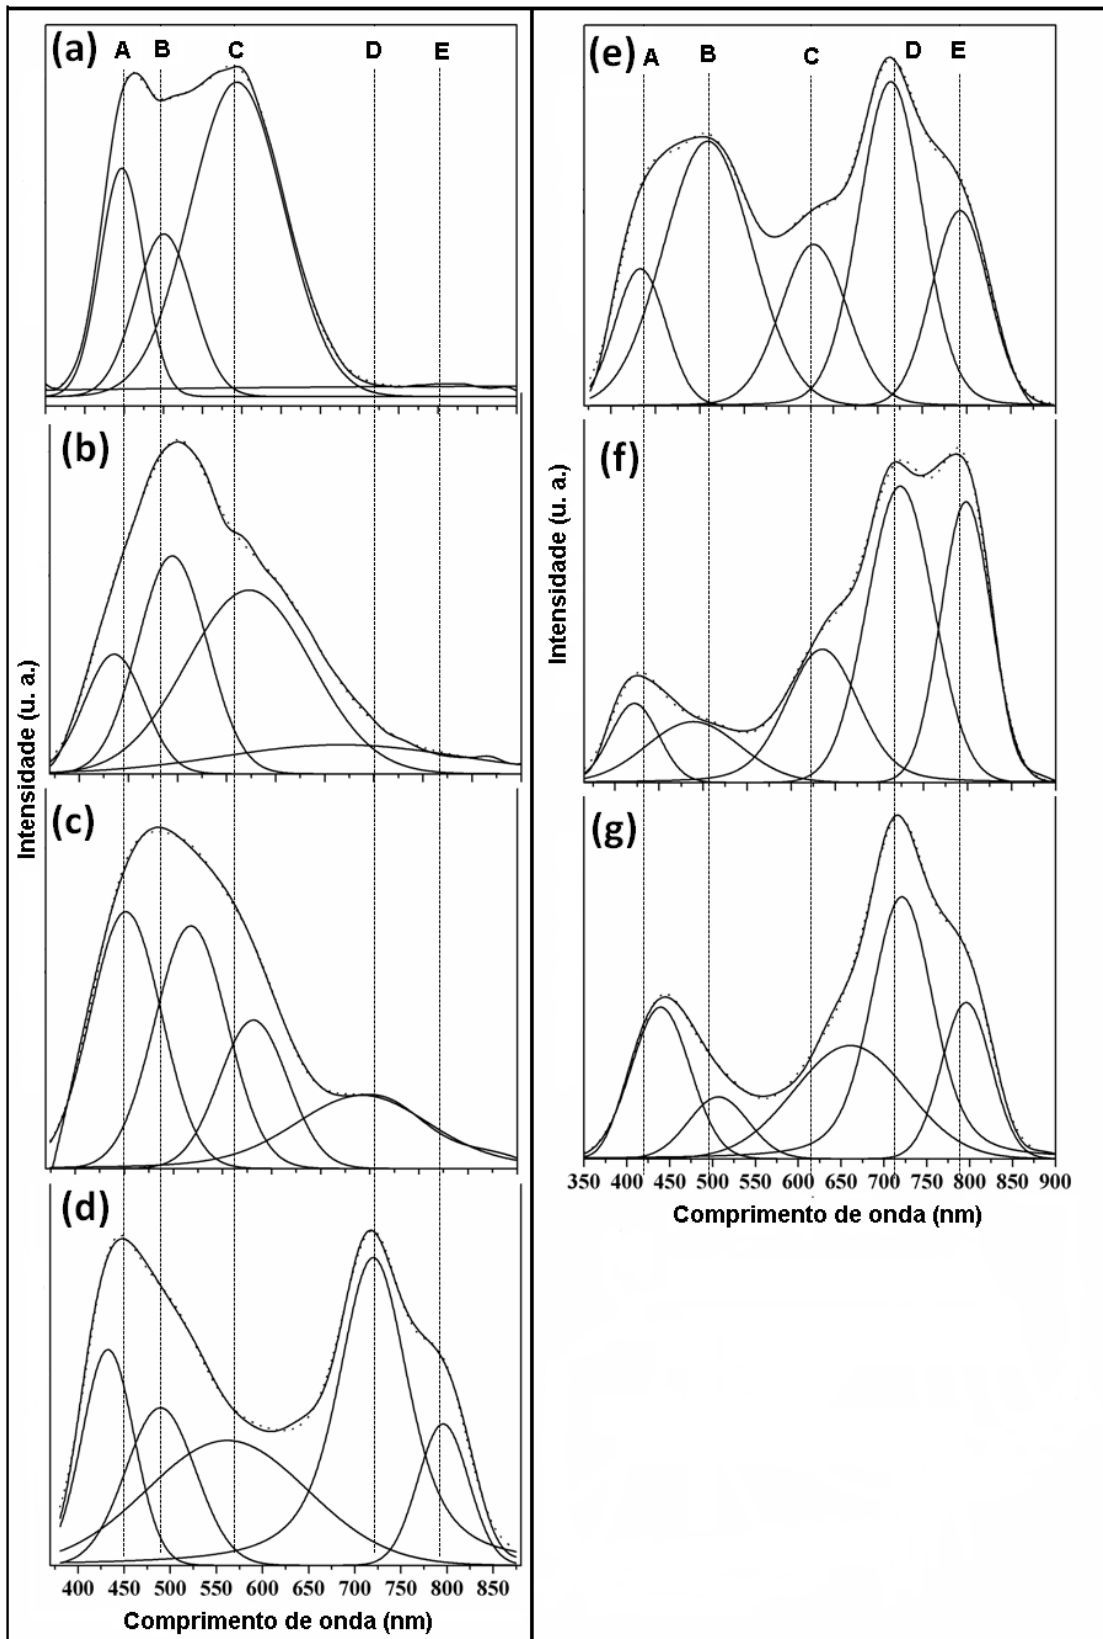 (a) A B C D E
(b)
(c)
(d)
Intensidade (u. a.)
400 450 500 550 600 650 700 750 800 850
Comprimento de onda (nm)
(e) A B C D E
(f)
(g)
Intensidade (u. a.)
350 400 450 500 550 600 650 700 750 800 850 900
Comprimento de onda (nm)